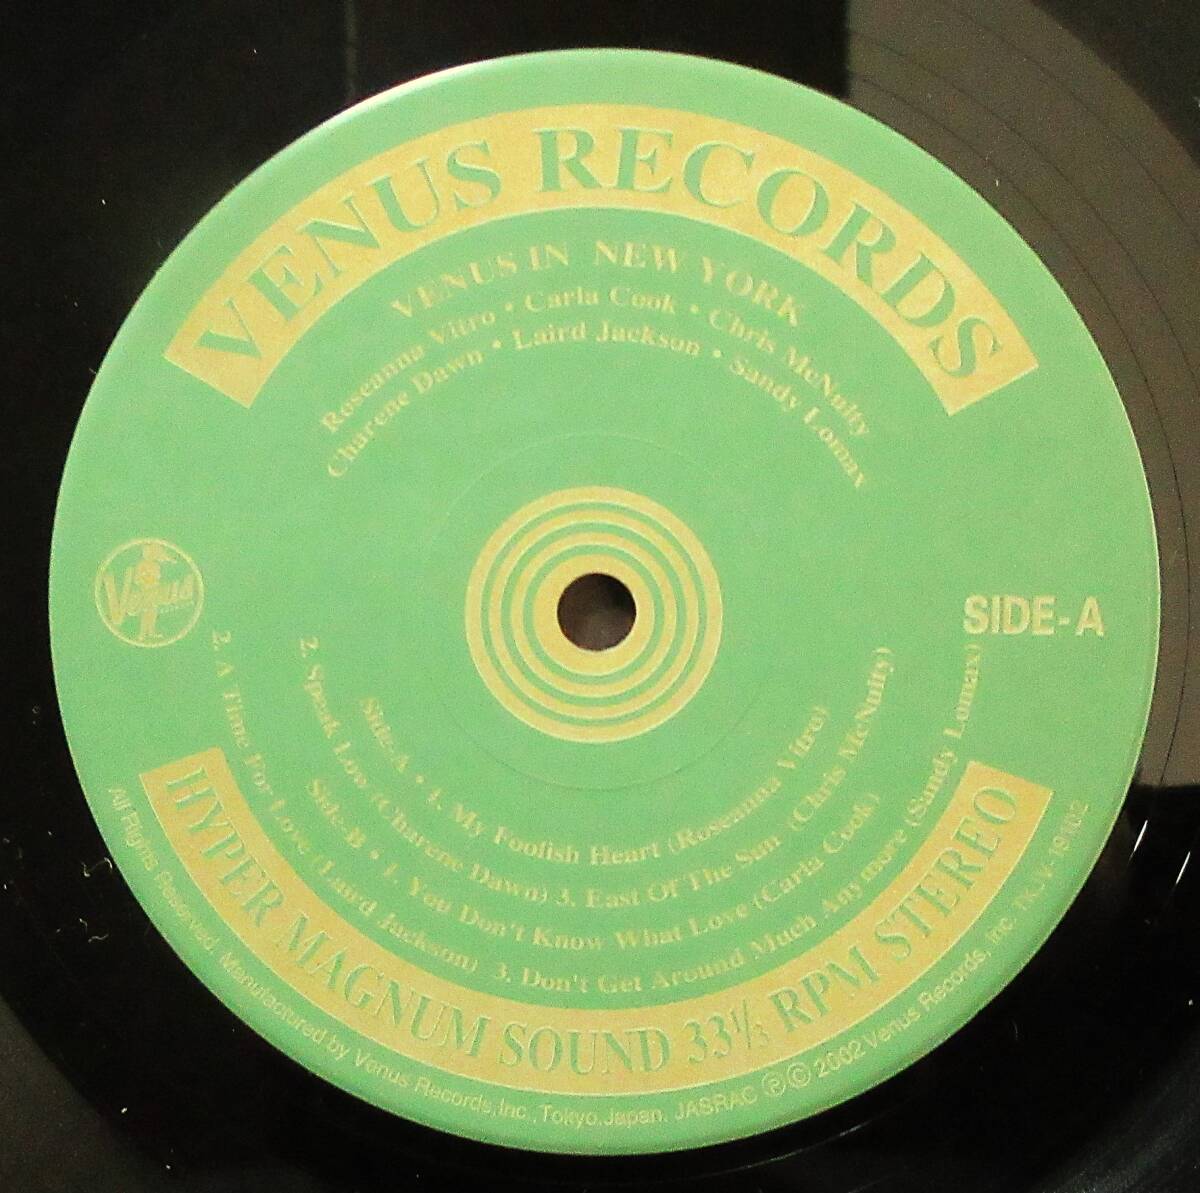 VENUS RECORDS
VENUS IN NEW YORK
Roseanna Vitro • Carla Cook • Chris McNulty
Charene Dawn • Laird Jackson • Sandy Lomax
Venus
SIDE-A
Side-A • 1. My Foolish Heart (Roseanna Vitro)
2. Speak Low (Charene Dawn) 3. East Of The Sun (Chris McNulty)
Side-B • 1. You Don't Know What Love (Carla Cook)
2. A Time For Love (Laird Jackson) 3. Don't Get Around Much Any more (Sandy Lomax)
HYPER MAGNUM SOUND 33 1/3 RPM STEREO
All Rights Reserved. Manufactured by Venus Records,Inc.,Tokyo.Japan. JASRAC Ⓟ© 2002 Venus Records, Inc.